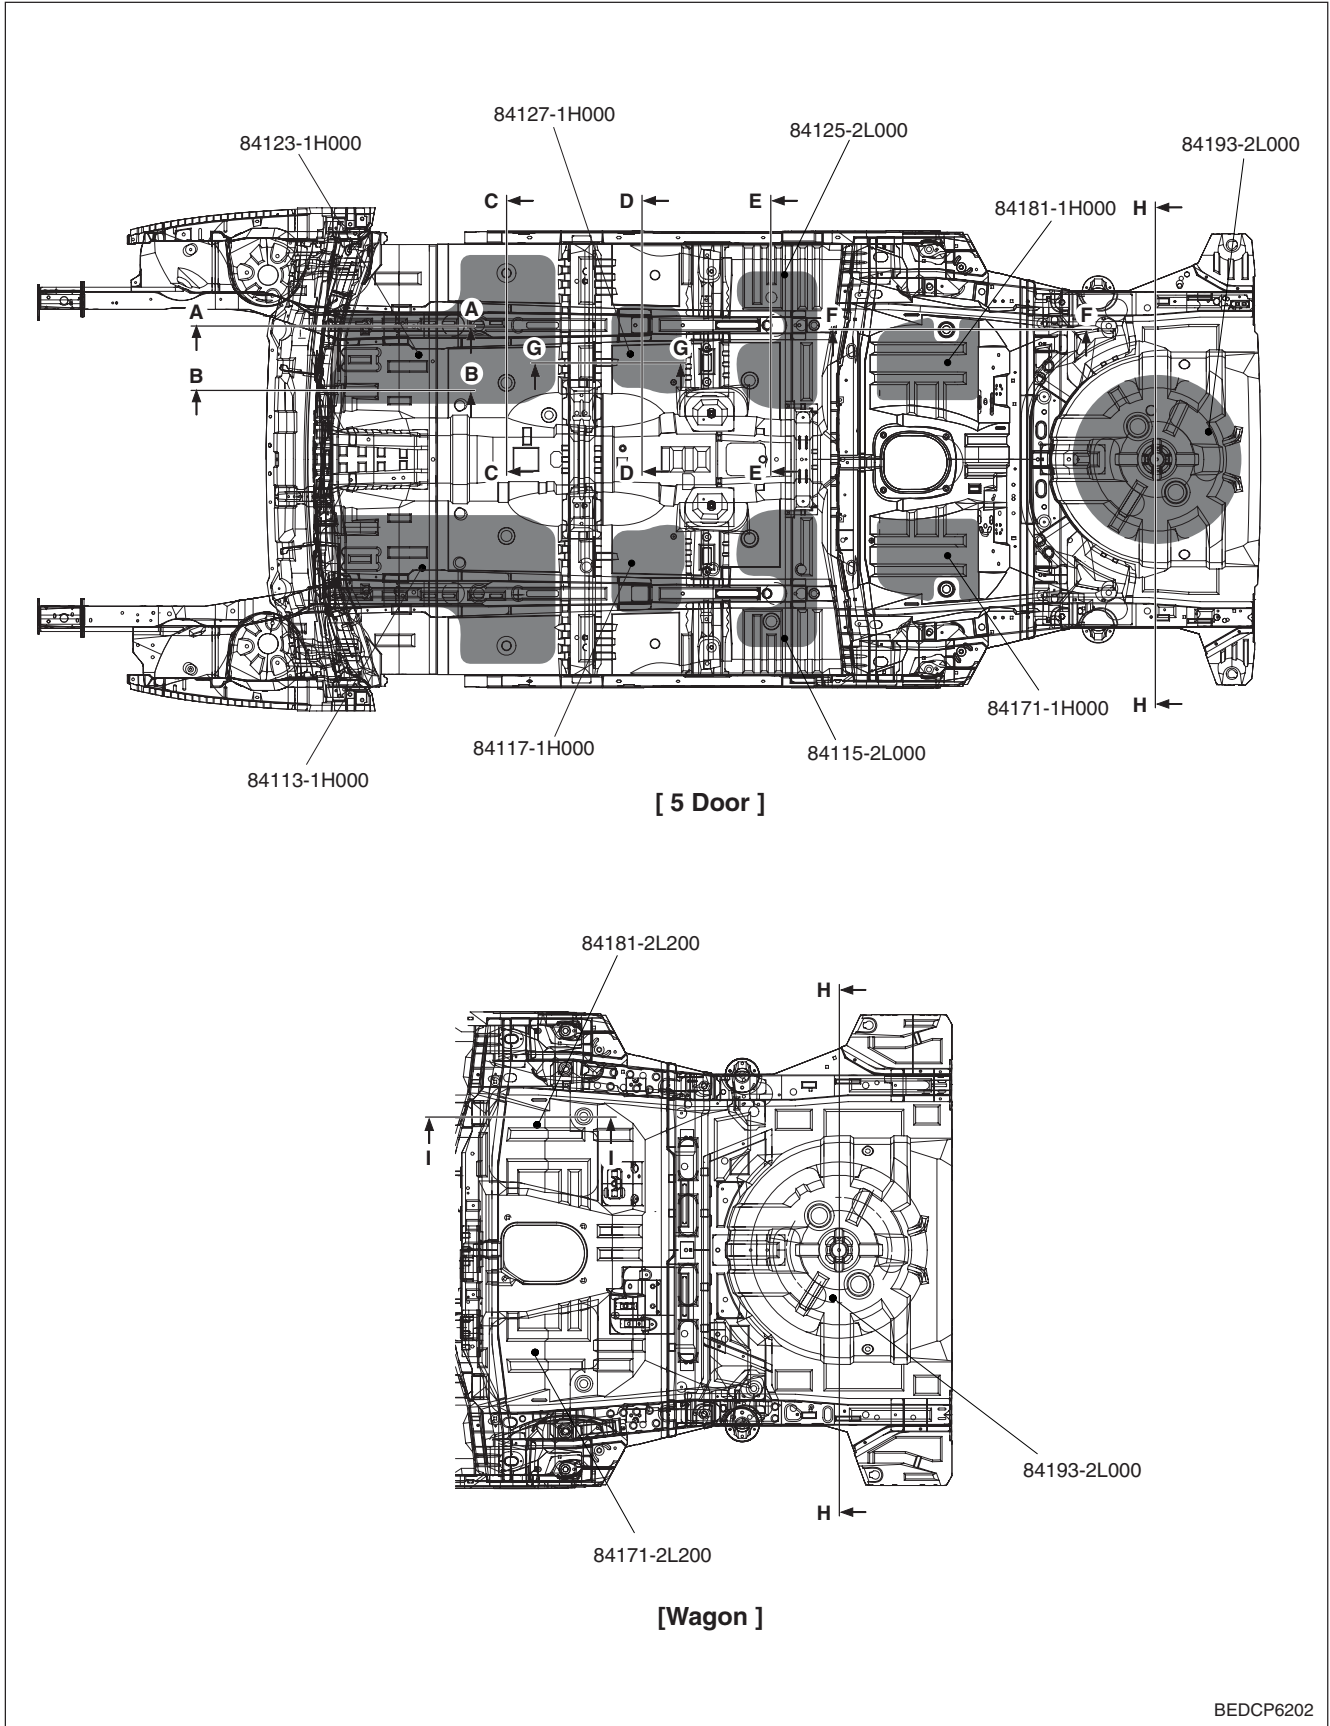 84127-1H000
84125-2L000
84123-1H000
84193-2L000
C D E
84181-1H000 H
A A F F
G G
B B
C D E
84171-1H000 H
84117-1H000
84115-2L000
84113-1H000
[ 5 Door ]
84181-2L200
H
I I
84193-2L000
H
84171-2L200
[Wagon ]
BEDCP6202